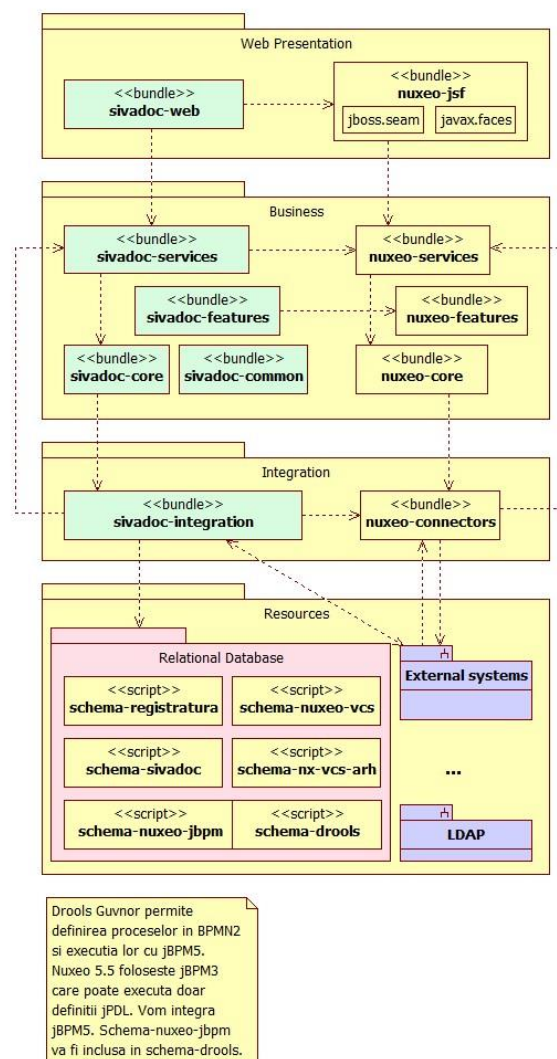 Web Presentation
<<bundle>>
sivadoc-web
<<bundle>>
nuxeo-jsf
jboss.seam
javax.faces
Business
<<bundle>>
sivadoc-services
<<bundle>>
nuxeo-services
<<bundle>>
sivadoc-features
<<bundle>>
nuxeo-features
<<bundle>>
sivadoc-core
<<bundle>>
sivadoc-common
<<bundle>>
nuxeo-core
Integration
<<bundle>>
sivadoc-integration
<<bundle>>
nuxeo-connectors
Resources
Relational Database
<<script>>
schema-registratura
<<script>>
schema-nuxeo-vcs
<<script>>
schema-sivadoc
<<script>>
schema-nx-vcs-arh
<<script>>
schema-nuxeo-jbpm
<<script>>
schema-drools
External systems
...
LDAP
Drools Guvnor permite
definirea proceselor in BPMN2
si executia lor cu jBPM5.
Nuxeo 5.5 foloseste jBPM3
care poate executa doar
definitii jPDL. Vom integra
jBPM5. Schema-nuxeo-jbpm
va fi inclusa in schema-drools.